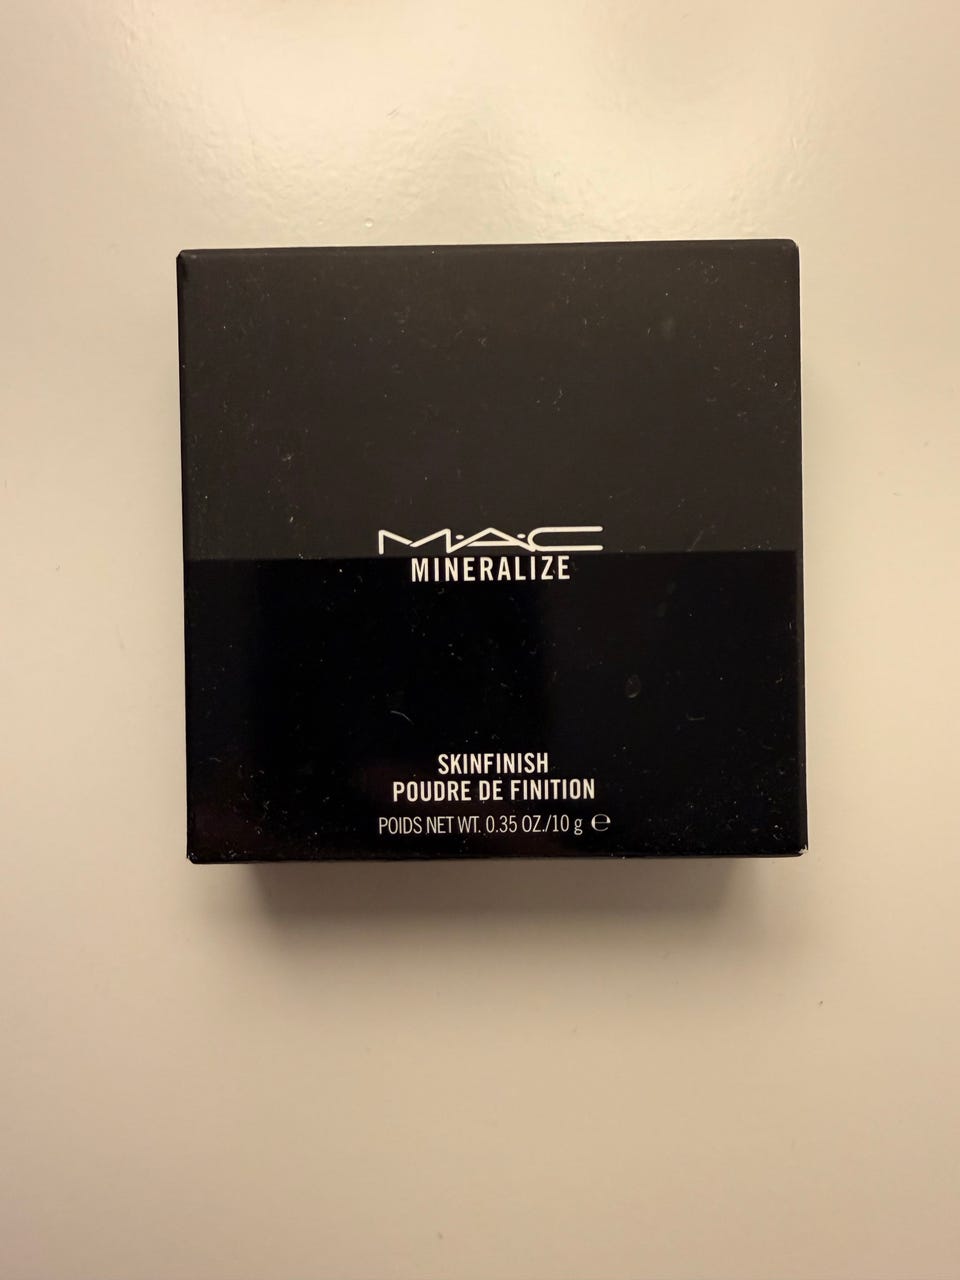 M·A·C
MINERALIZE
SKINFINISH
POUDRE DE FINITION
POIDS NET WT. 0.35 OZ./10 g ℮